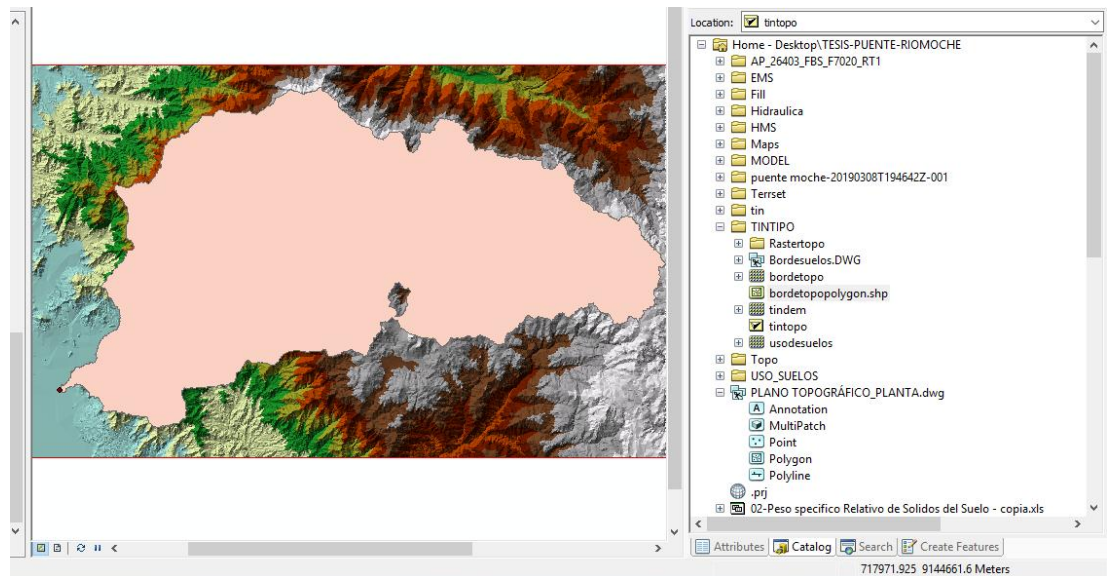 Location: tintopo
Home - Desktop\TESIS-PUENTE-RIOMOCHE
AP_26403_FBS_F7020_RT1
EMS
Fill
Hidraulica
HMS
Maps
MODEL
puente moche-20190308T194642Z-001
Terrset
tin
TINTIPO
Rastertopo
Bordesuelos.DWG
bordetopo
bordetopopolygon.shp
tindem
tintopo
usodesuelos
Topo
USO_SUELOS
PLANO TOPOGRÁFICO_PLANTA.dwg
Annotation
MultiPatch
Point
Polygon
Polyline
.prj
02-Peso specifico Relativo de Solidos del Suelo - copia.xls
Attributes Catalog Search Create Features
717971.925 9144661.6 Meters